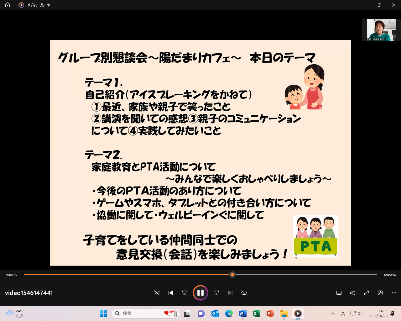 グループ別懇談会～陽だまりカフェ～ 本日のテーマ
テーマ1.
自己紹介(アイスブレーキングをかねて)
①最近、家族や親子で笑ったこと
②講演を聞いての感想③親子のコミュニケーション
について④実践してみたいこと
テーマ2.
家庭教育とPTA活動について
～みんなで楽しくおしゃべりしましょう～
・今後のPTA活動のあり方について
・ゲームやスマホ、タブレットとの付き合い方について
・協働に関して・ウェルビーイングに関して
PTA
子育てをしている仲間同士での
意見交換(会話)を楽しみましょう!
video1546147441
検索